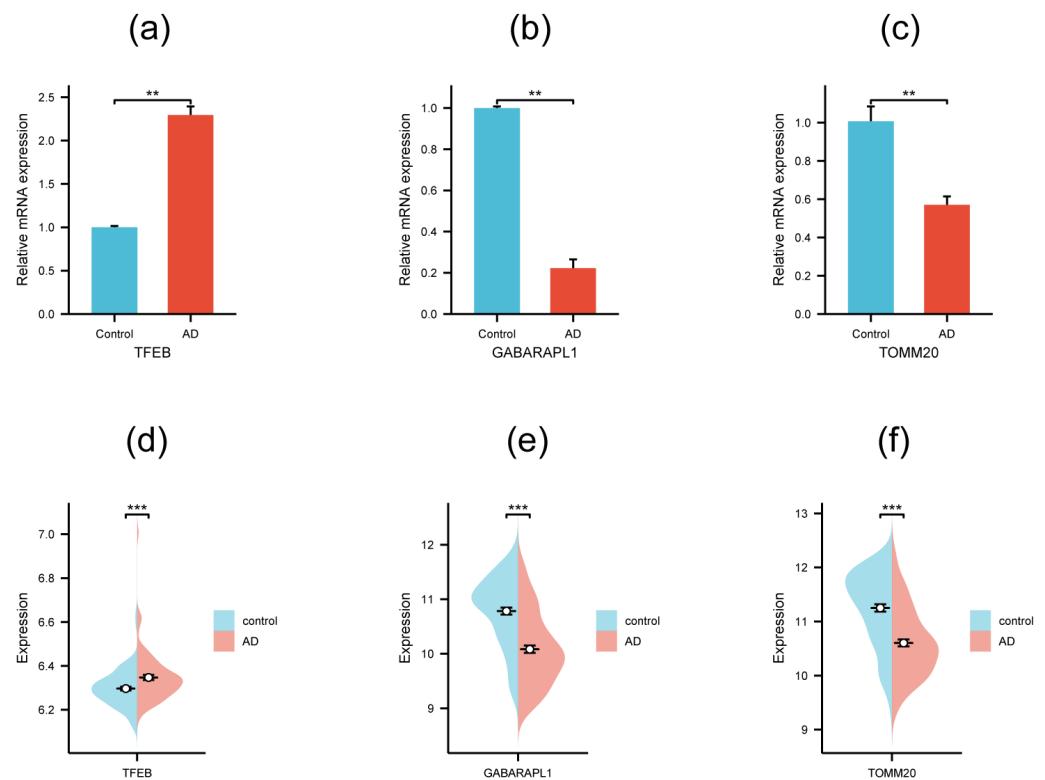 (a)
Relative mRNA expression
2.5
2.0
1.5
1.0
0.5
0.0
**
Control AD
TFEB
(b)
Relative mRNA expression
1.0
0.8
0.6
0.4
0.2
0.0
**
Control AD
GABARAPL1
(c)
Relative mRNA expression
1.0
0.8
0.6
0.4
0.2
0.0
**
Control AD
TOMM20
(d)
Expression
7.0
6.8
6.6
6.4
6.2
***
control
AD
TFEB
(e)
Expression
12
11
10
9
***
control
AD
GABARAPL1
(f)
Expression
13
12
11
10
9
***
control
AD
TOMM20